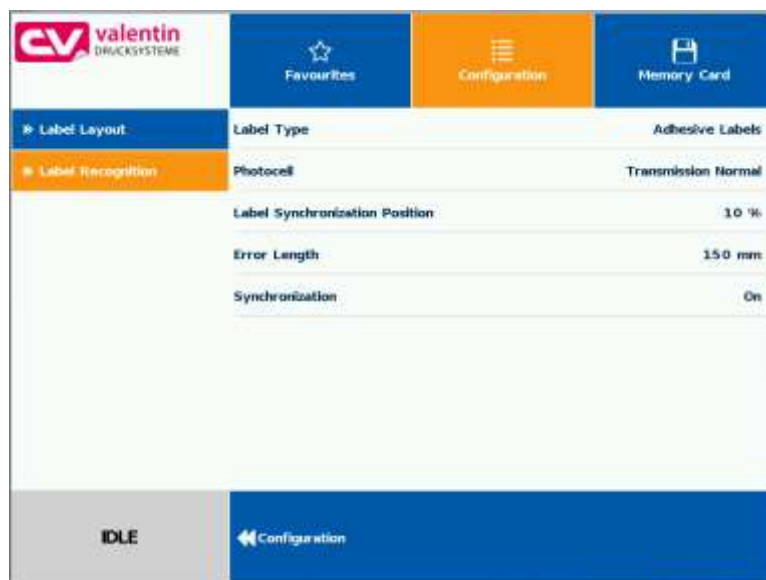 CV valentin
DRUCKSYSTEME
Favourites
Configuration
Memory Card
Label Layout
Label Recognition
Label Type Adhesive Labels
Photocell Transmission Normal
Label Synchronization Position 10 %
Error Length 150 mm
Synchronization On
IDLE
Configuration